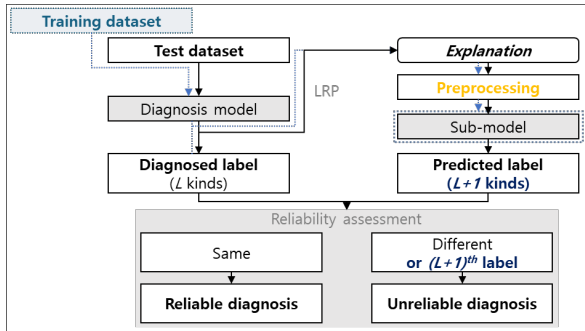 Training dataset
Test dataset
Explanation
LRP
Preprocessing
Diagnosis model
Sub-model
Diagnosed label
(L kinds)
Predicted label
(L+1 kinds)
Reliability assessment
Same
Different
or (L+1)th label
Reliable diagnosis
Unreliable diagnosis